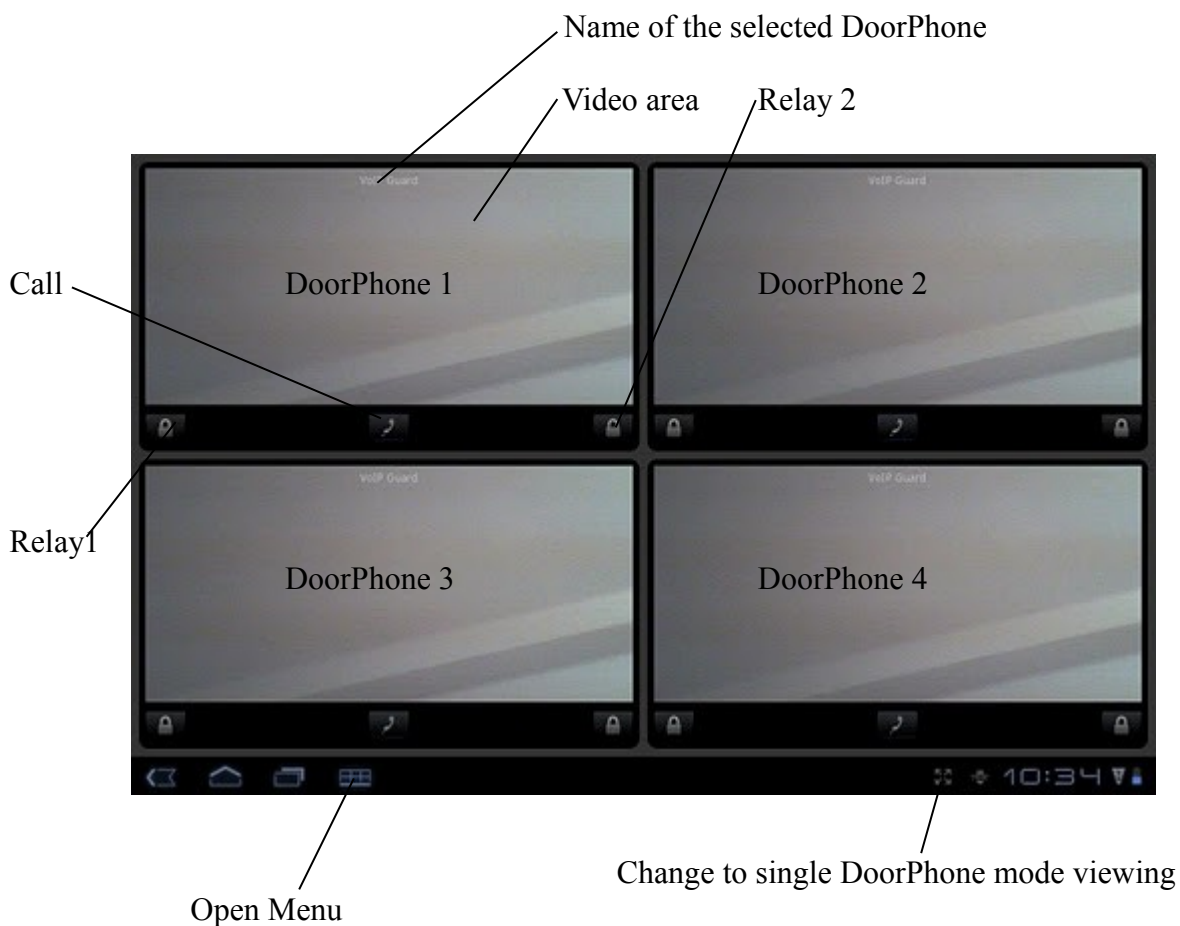 Name of the selected DoorPhone
Video area
Relay 2
VoIP Guard
VoIP Guard
Call
DoorPhone 1
DoorPhone 2
VoIP Guard
VoIP Guard
Relay1
DoorPhone 3
DoorPhone 4
10:34
Change to single DoorPhone mode viewing
Open Menu